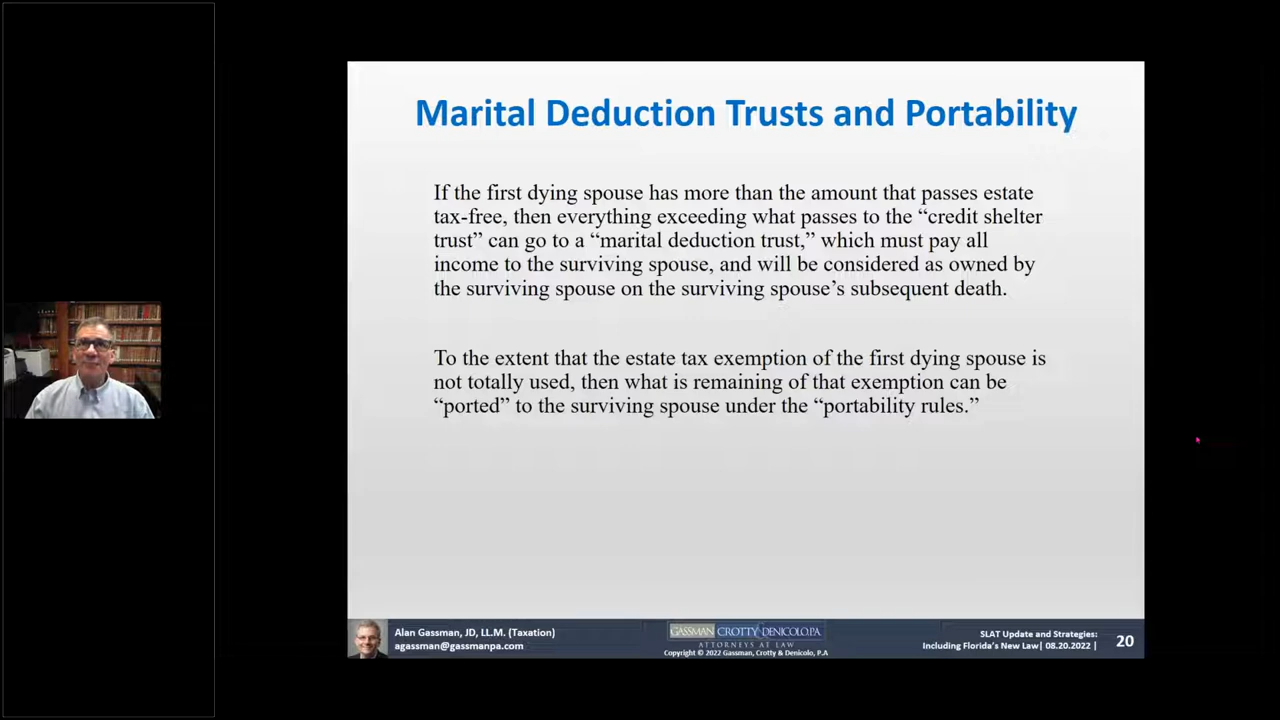 Marital Deduction Trusts and Portability
If the first dying spouse has more than the amount that passes estate
tax-free, then everything exceeding what passes to the “credit shelter
trust” can go to a “marital deduction trust,” which must pay all
income to the surviving spouse, and will be considered as owned by
the surviving spouse on the surviving spouse’s subsequent death.
To the extent that the estate tax exemption of the first dying spouse is
not totally used, then what is remaining of that exemption can be
“ported” to the surviving spouse under the “portability rules.”
Alan Gassman, JD, LL.M. (Taxation)
agassman@gassmanpa.com
GASSMAN CROTTY DENICOLO, P.A.
ATTORNEYS AT LAW
Copyright © 2022 Gassman, Crotty & Denicolo, P.A
SLAT Update and Strategies:
Including Florida’s New Law| 08.20.2022 |
20